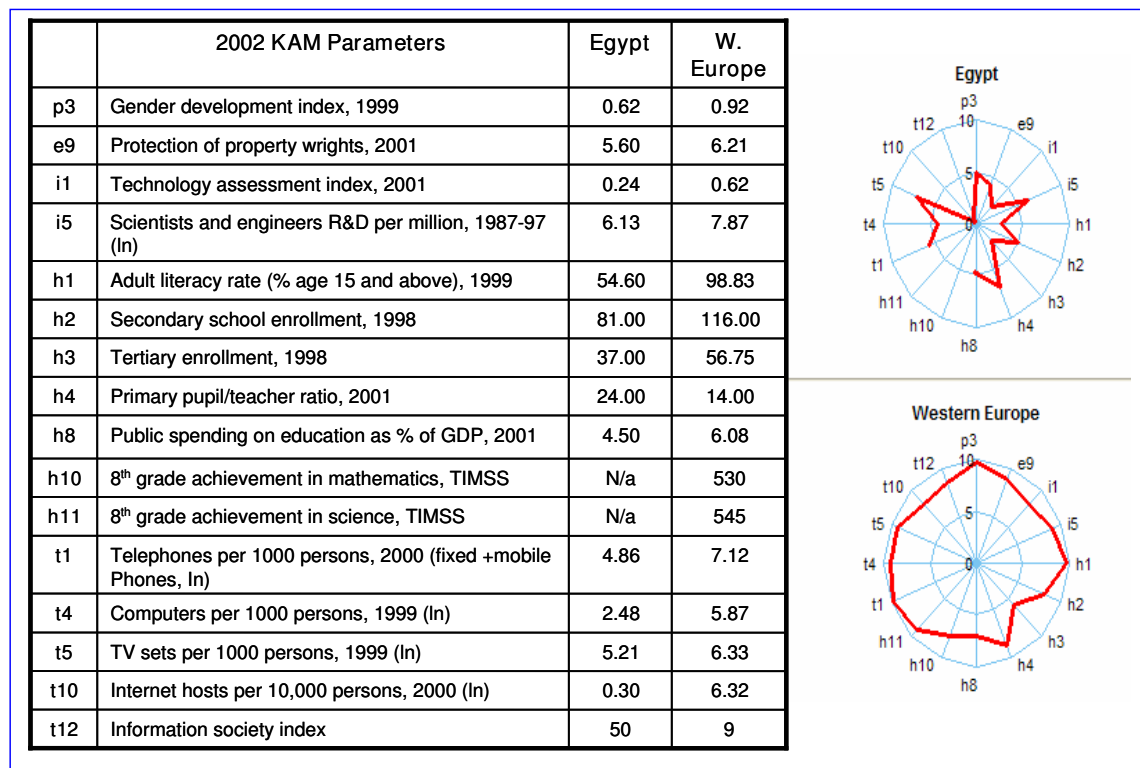 2002 KAM Parameters Egypt W. Europe
p3 Gender development index, 1999 0.62 0.92
e9 Protection of property wrights, 2001 5.60 6.21
i1 Technology assessment index, 2001 0.24 0.62
i5 Scientists and engineers R&D per million, 1987-97 6.13 7.87
(ln)
h1 Adult literacy rate (% age 15 and above), 1999 54.60 98.83
h2 Secondary school enrollment, 1998 81.00 116.00
h3 Tertiary enrollment, 1998 37.00 56.75
h4 Primary pupil/teacher ratio, 2001 24.00 14.00
h8 Public spending on education as % of GDP, 2001 4.50 6.08
h10 8th grade achievement in mathematics, TIMSS N/a 530
h11 8th grade achievement in science, TIMSS N/a 545
t1 Telephones per 1000 persons, 2000 (fixed +mobile 4.86 7.12
Phones, ln)
t4 Computers per 1000 persons, 1999 (ln) 2.48 5.87
t5 TV sets per 1000 persons, 1999 (ln) 5.21 6.33
t10 Internet hosts per 10,000 persons, 2000 (ln) 0.30 6.32
t12 Information society index 50 9
Egypt
p3
t12 10 e9
t10 i1
t5 5 i5
t4 0 h1
t1 h2
h11 h3
h10 h4
h8
Western Europe
p3
t12 10 e9
t10 i1
t5 5 i5
t4 0 h1
t1 h2
h11 h3
h10 h4
h8